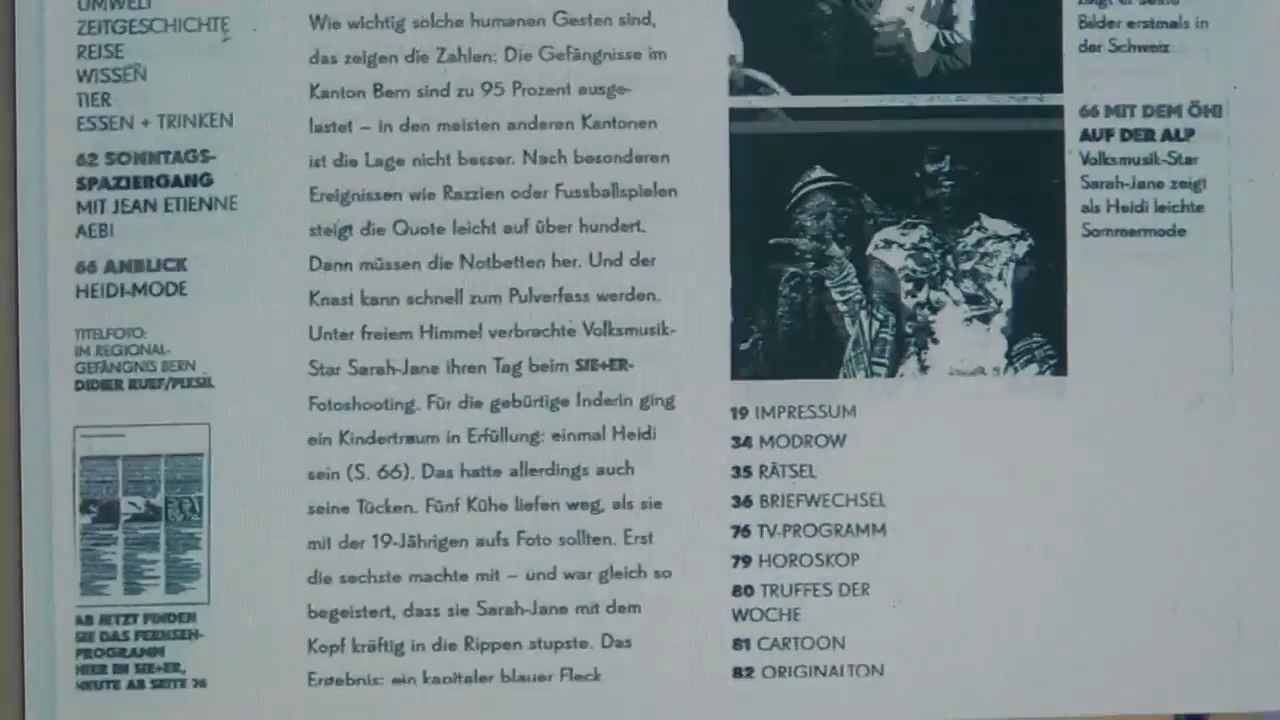 UMWELT
ZEITGESCHICHTE
REISE
WISSEN
TIER
ESSEN + TRINKEN
62 SONNTAGS-
SPAZIERGANG
MIT JEAN ETIENNE
AEBI
66 ANBLICK
HEIDI-MODE
TITELFOTO:
IM REGIONAL-
GEFÄNGNIS BERN
DIDIER RUEF/PIXSIL
AB JETZT FINDEN
SIE DAS FERNSEH-
PROGRAMM
HIER IM SIE+ER,
HEUTE AB SEITE 76
Wie wichtig solche humanen Gesten sind,
das zeigen die Zahlen: Die Gefängnisse im
Kanton Bern sind zu 95 Prozent ausge-
lastet – in den meisten anderen Kantonen
ist die Lage nicht besser. Nach besonderen
Ereignissen wie Razzien oder Fussballspielen
steigt die Quote leicht auf über hundert.
Dann müssen die Notbetten her. Und der
Knast kann schnell zum Pulverfass werden.
Unter freiem Himmel verbrachte Volksmusik-
Star Sarah-Jane ihren Tag beim SIE+ER-
Fotoshooting. Für die gebürtige Inderin ging
ein Kindertraum in Erfüllung: einmal Heidi
sein (S. 66). Das hatte allerdings auch
seine Tücken. Fünf Kühe liefen weg, als sie
mit der 19-Jährigen aufs Foto sollten. Erst
die sechste machte mit – und war gleich so
begeistert, dass sie Sarah-Jane mit dem
Kopf kräftig in die Rippen stupste. Das
Ergebnis: ein kapitaler blauer Fleck
zeigt er seine
Bilder erstmals in
der Schweiz
66 MIT DEM ÖHI
AUF DER ALP
Volksmusik-Star
Sarah-Jane zeigt
als Heidi leichte
Sommermode
19 IMPRESSUM
34 MODROW
35 RÄTSEL
36 BRIEFWECHSEL
76 TV-PROGRAMM
79 HOROSKOP
80 TRUFFES DER
WOCHE
81 CARTOON
82 ORIGINALTON